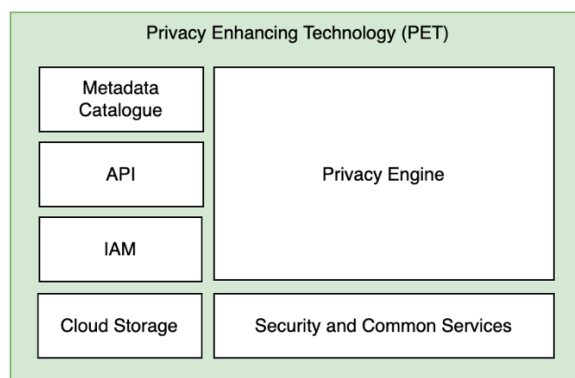 Privacy Enhancing Technology (PET)
Metadata
Catalogue
API
IAM
Privacy Engine
Cloud Storage
Security and Common Services